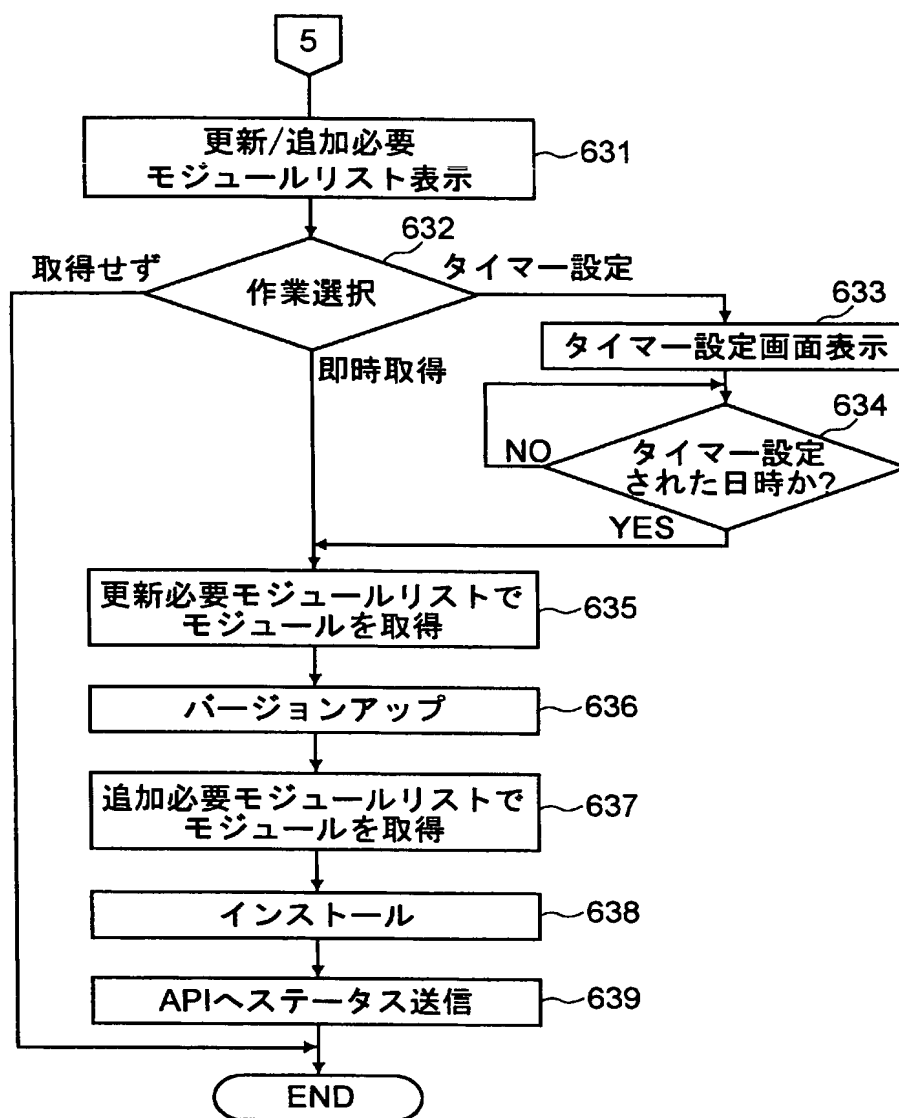 5
更新/追加必要
モジュールリスト表示
631
632
取得せず
タイマー設定
作業選択
633
タイマー設定画面表示
即時取得
634
NO
タイマー設定
された日時か?
YES
更新必要モジュールリストで
モジュールを取得
635
バージョンアップ
636
追加必要モジュールリストで
モジュールを取得
637
インストール
638
APIへステータス送信
639
END